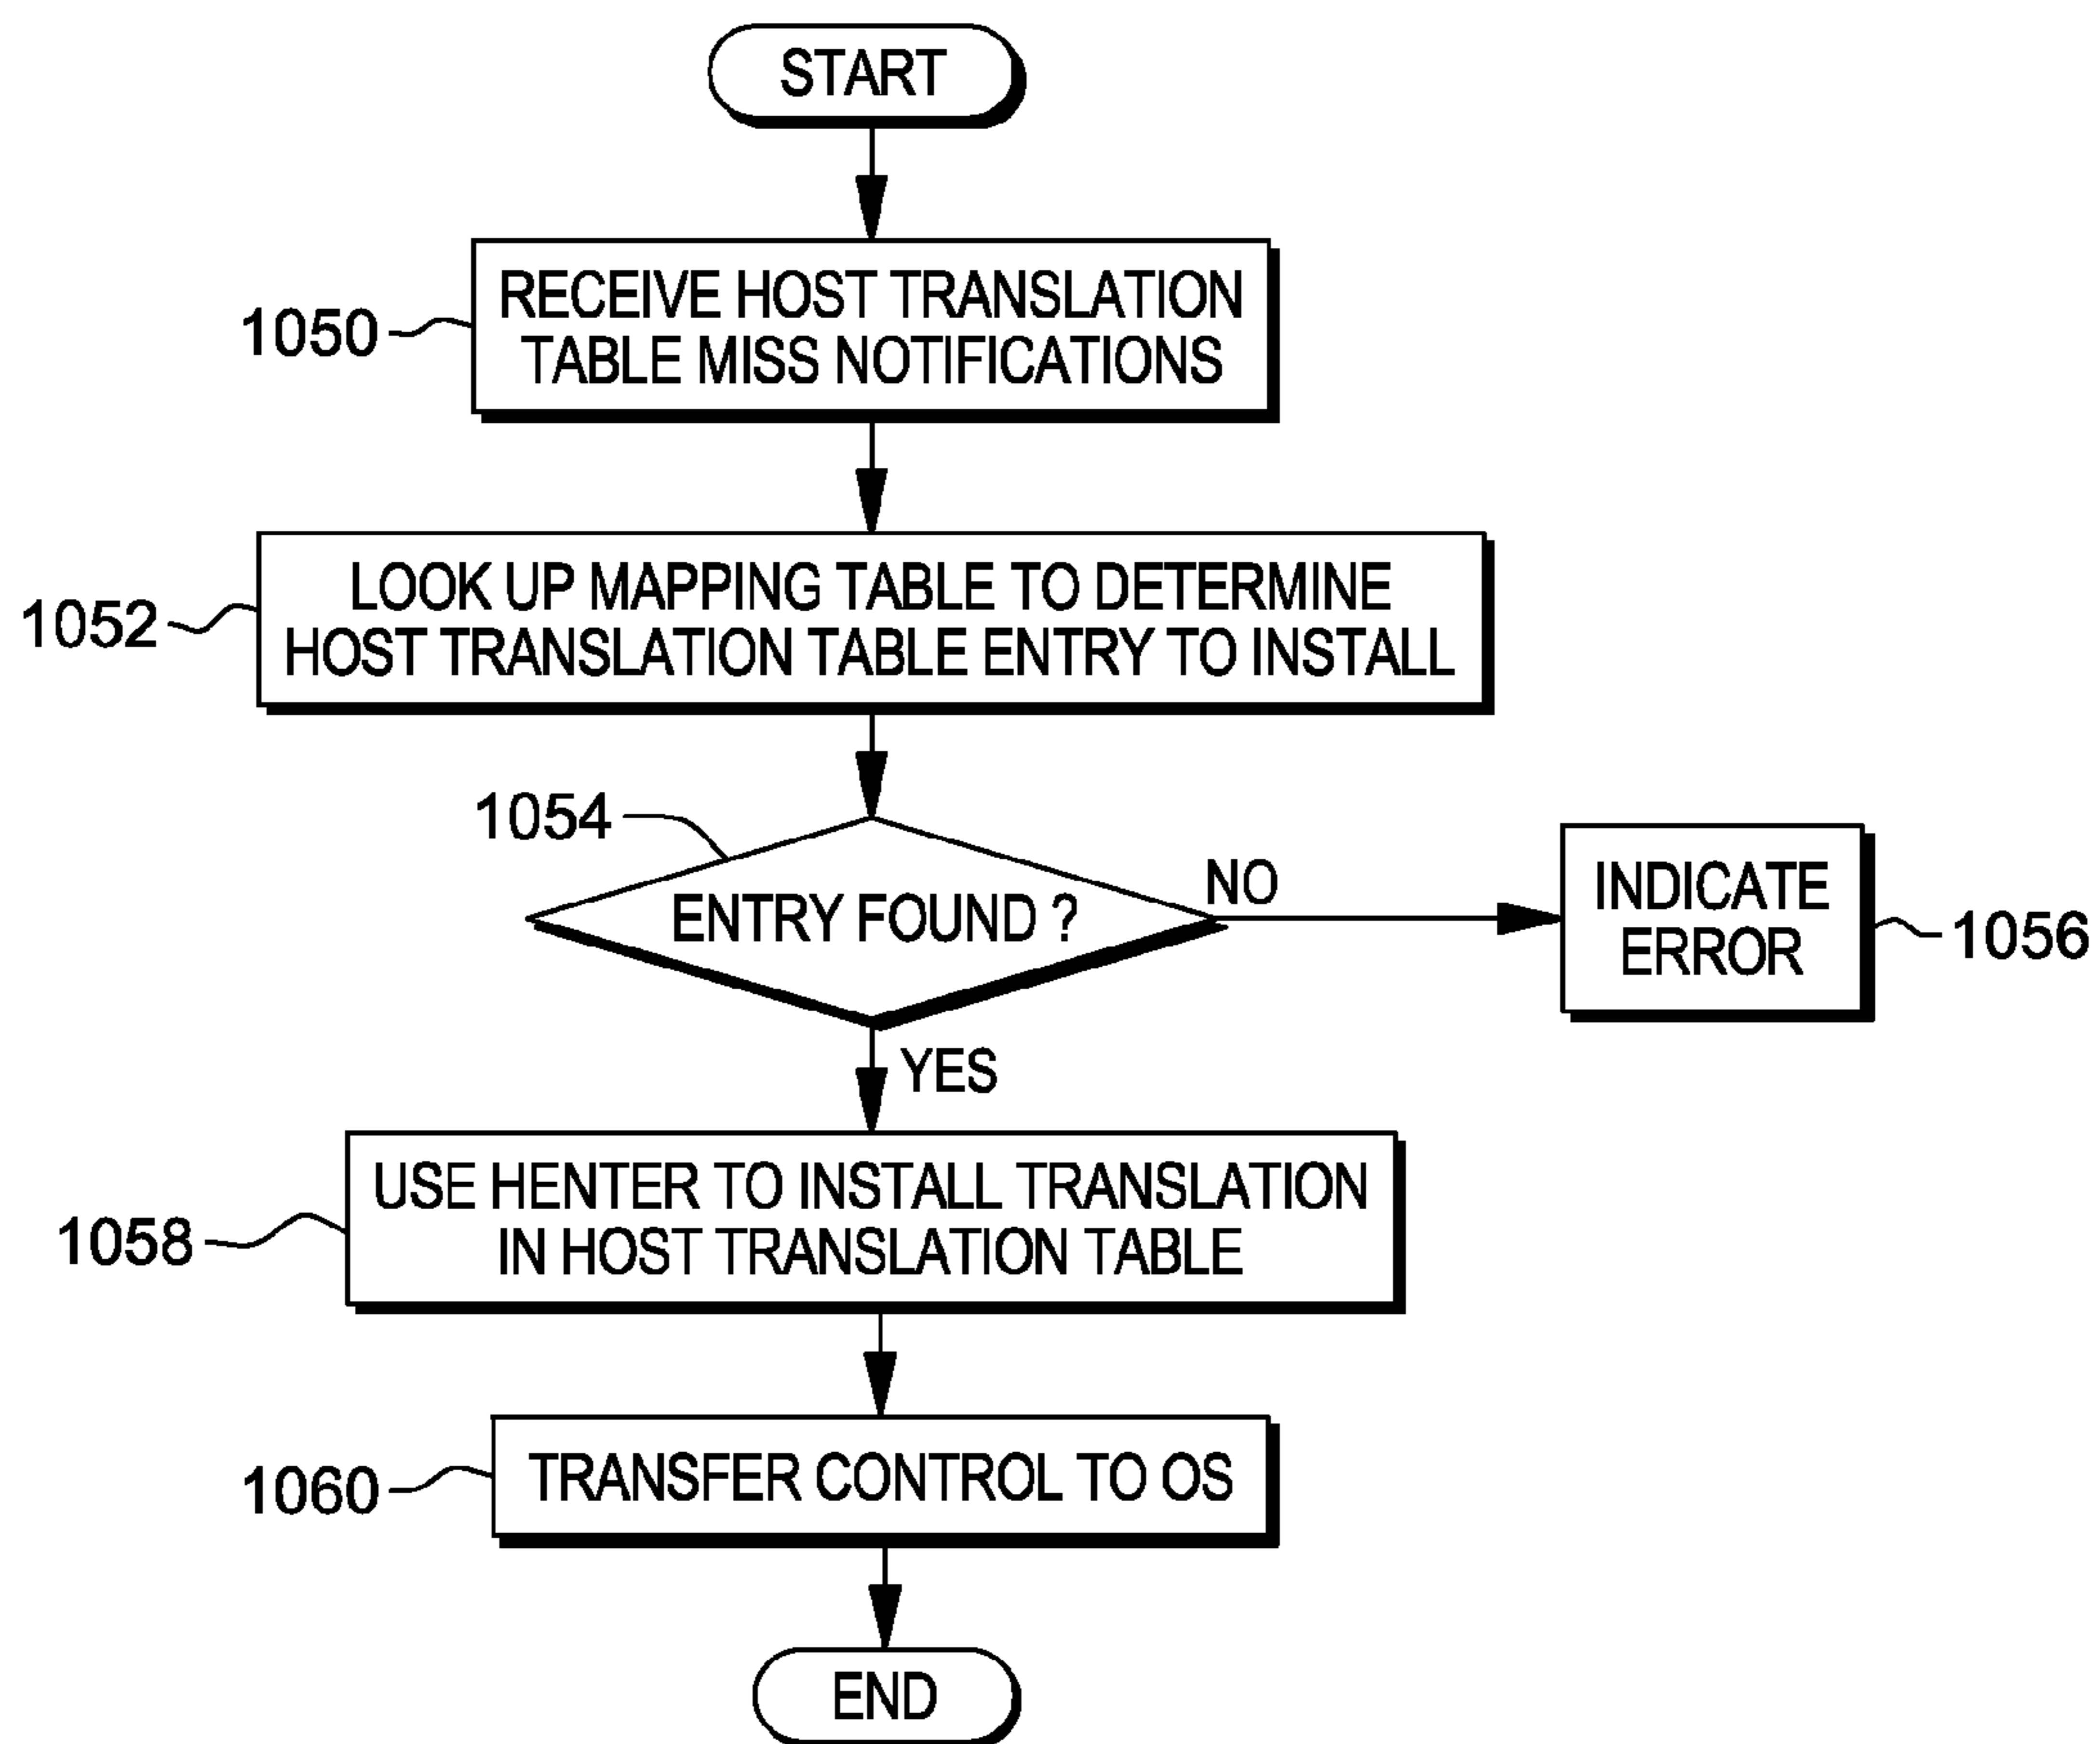 START
RECEIVE HOST TRANSLATION
TABLE MISS NOTIFICATIONS
1050
LOOK UP MAPPING TABLE TO DETERMINE
HOST TRANSLATION TABLE ENTRY TO INSTALL
1052
1054
ENTRY FOUND ?
NO
INDICATE
ERROR
1056
YES
USE HENTER TO INSTALL TRANSLATION
IN HOST TRANSLATION TABLE
1058
TRANSFER CONTROL TO OS
1060
END